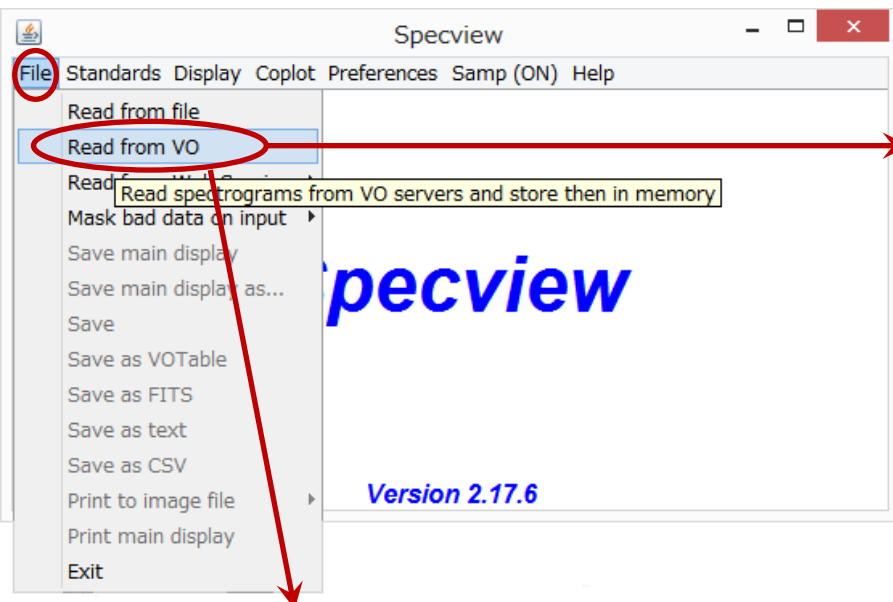 Specview
File Standards Display Coplot Preferences Samp (ON) Help
Read from file
Read from VO
Read
Read spectrograms from VO servers and store then in memory
Mask bad data on input
Save main display
Save main display as...
pecview
Save
Save as VOTable
Save as FITS
Save as text
Save as CSV
Print to image file
Version 2.17.6
Print main display
Exit